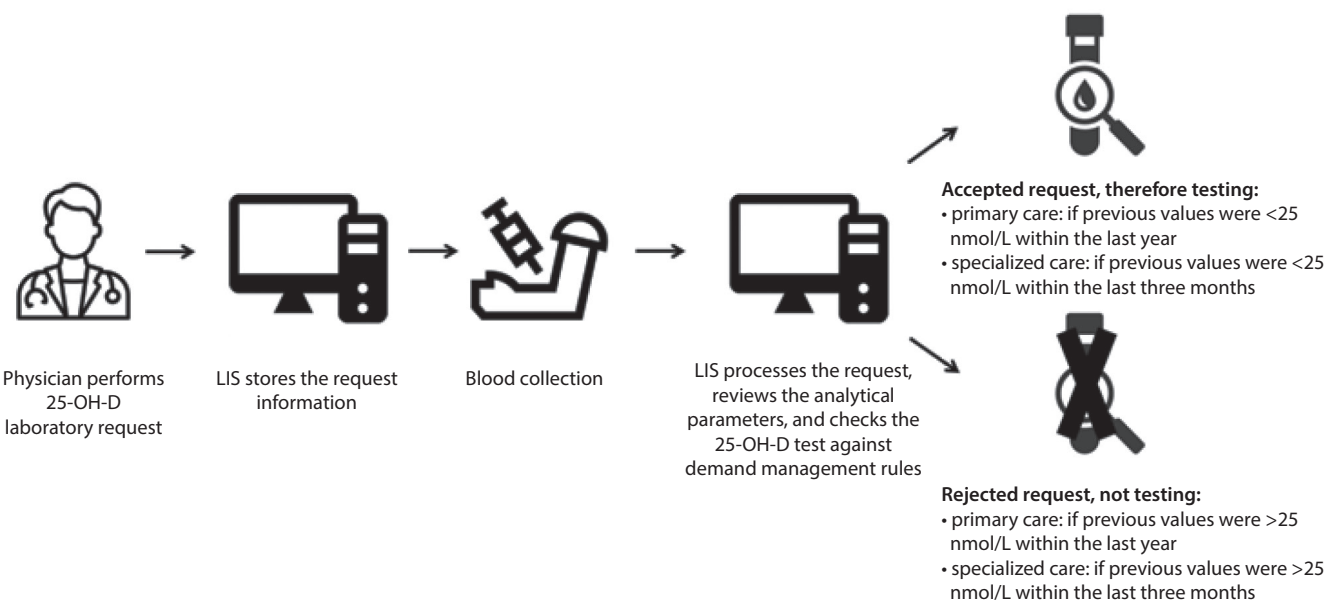 Physician performs
25-OH-D
laboratory request
LIS stores the request
information
Blood collection
LIS processes the request,
reviews the analytical
parameters, and checks the
25-OH-D test against
demand management rules
Accepted request, therefore testing:
• primary care: if previous values were <25
nmol/L within the last year
• specialized care: if previous values were <25
nmol/L within the last three months
Rejected request, not testing:
• primary care: if previous values were >25
nmol/L within the last year
• specialized care: if previous values were >25
nmol/L within the last three months